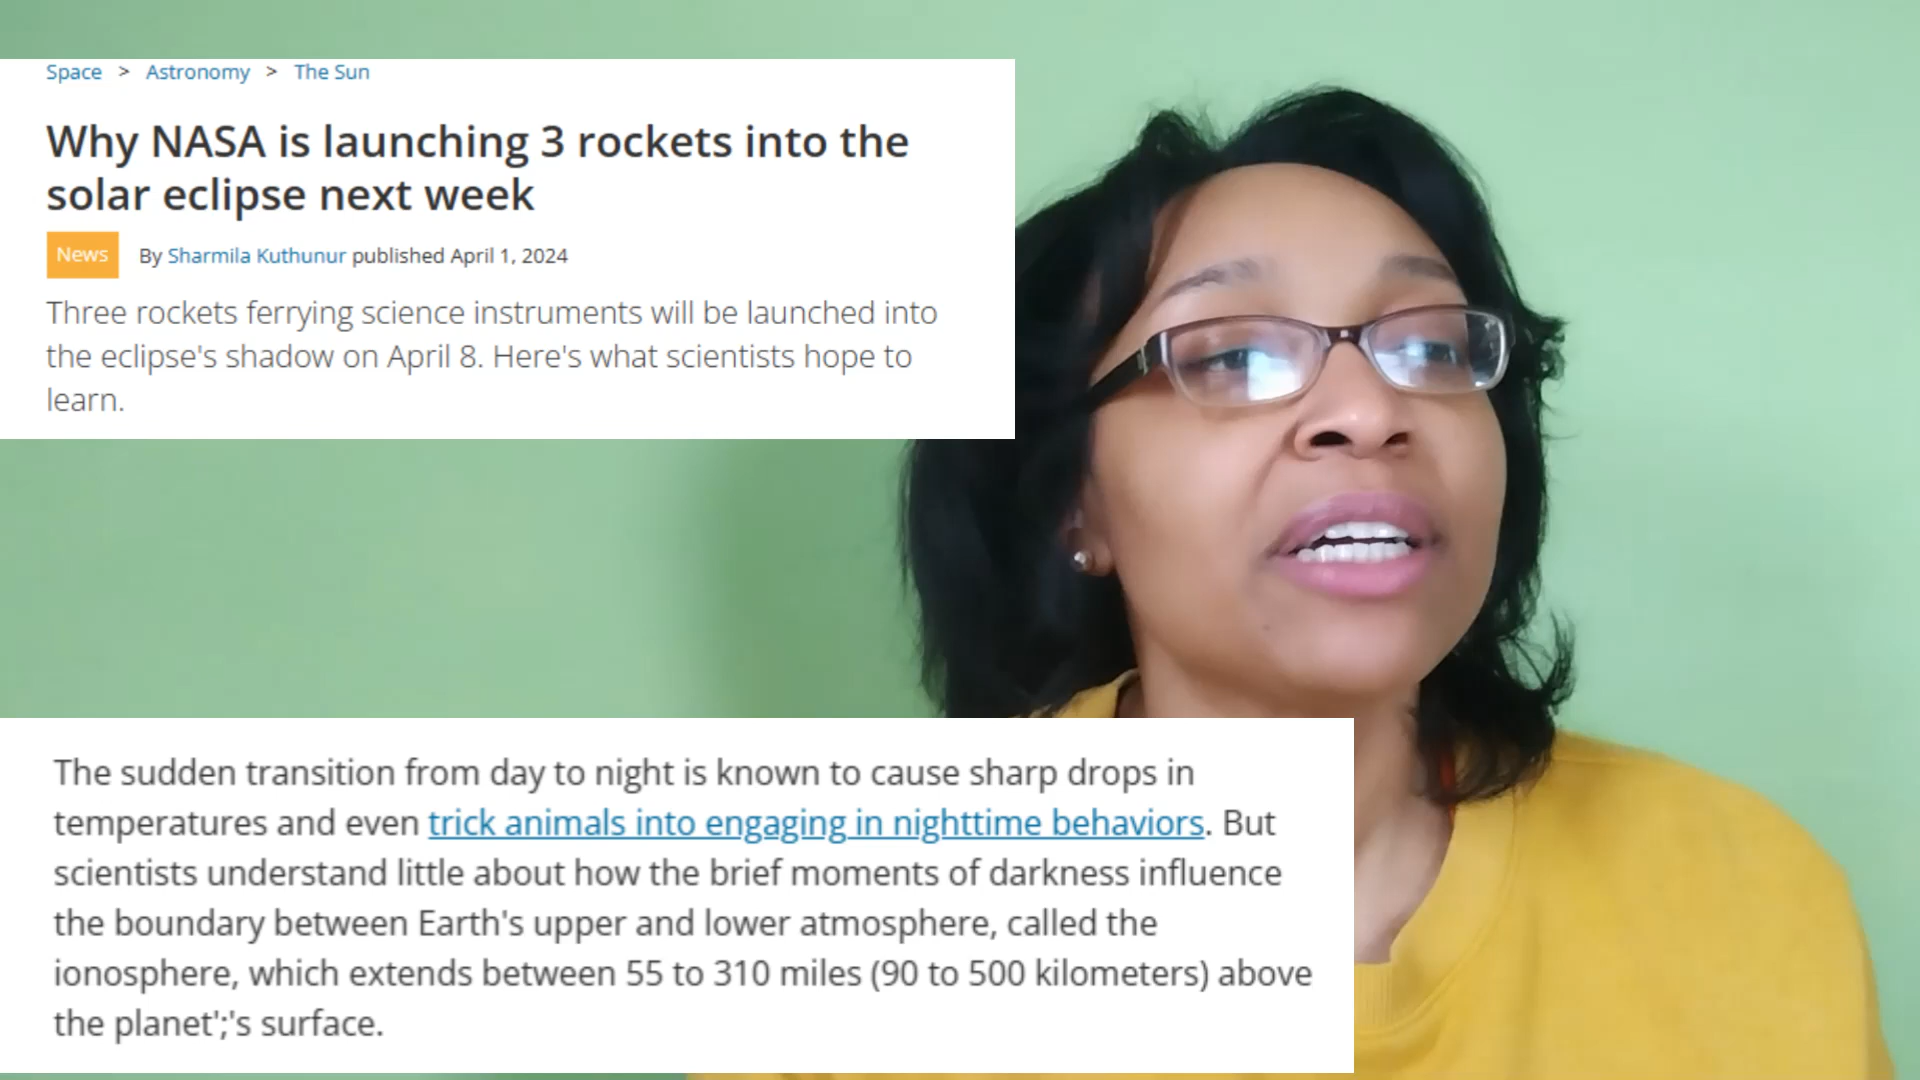 Space > Astronomy > The Sun
Why NASA is launching 3 rockets into the
solar eclipse next week
News By Sharmila Kuthunur published April 1, 2024
Three rockets ferrying science instruments will be launched into
the eclipse's shadow on April 8. Here's what scientists hope to
learn.
The sudden transition from day to night is known to cause sharp drops in
temperatures and even trick animals into engaging in nighttime behaviors. But
scientists understand little about how the brief moments of darkness influence
the boundary between Earth's upper and lower atmosphere, called the
ionosphere, which extends between 55 to 310 miles (90 to 500 kilometers) above
the planet';'s surface.